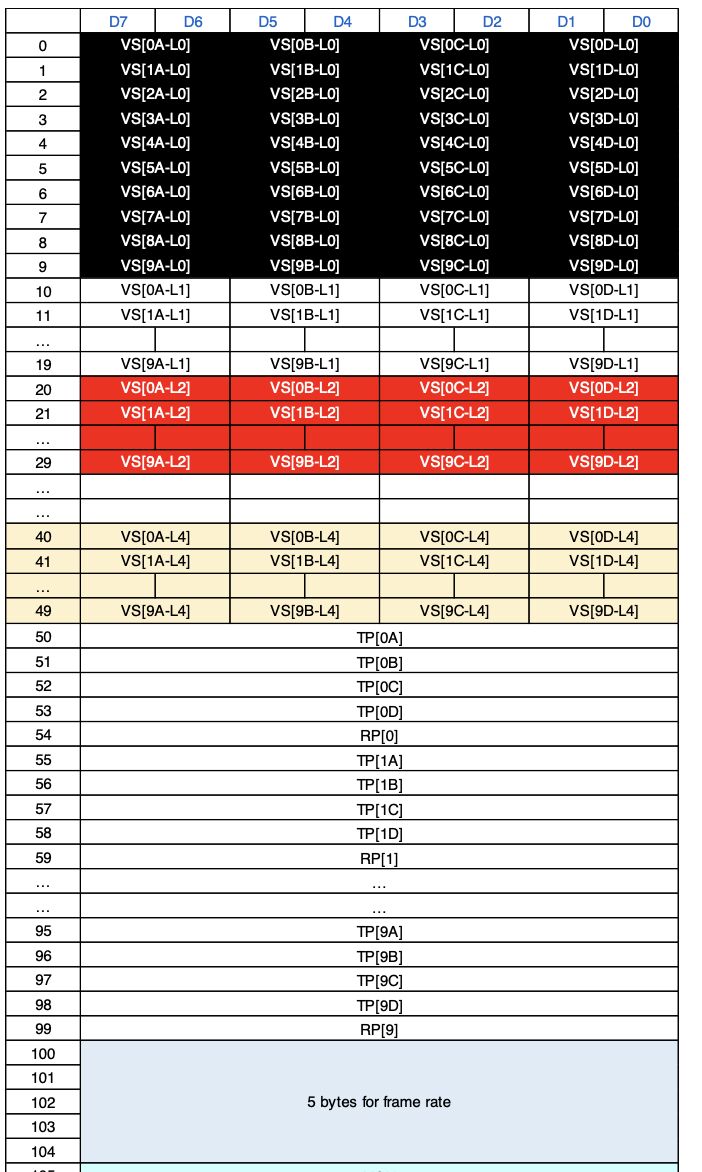 D7 D6 D5 D4 D3 D2 D1 D0
0 VS[0A-L0] VS[0B-L0] VS[0C-L0] VS[0D-L0]
1 VS[1A-L0] VS[1B-L0] VS[1C-L0] VS[1D-L0]
2 VS[2A-L0] VS[2B-L0] VS[2C-L0] VS[2D-L0]
3 VS[3A-L0] VS[3B-L0] VS[3C-L0] VS[3D-L0]
4 VS[4A-L0] VS[4B-L0] VS[4C-L0] VS[4D-L0]
5 VS[5A-L0] VS[5B-L0] VS[5C-L0] VS[5D-L0]
6 VS[6A-L0] VS[6B-L0] VS[6C-L0] VS[6D-L0]
7 VS[7A-L0] VS[7B-L0] VS[7C-L0] VS[7D-L0]
8 VS[8A-L0] VS[8B-L0] VS[8C-L0] VS[8D-L0]
9 VS[9A-L0] VS[9B-L0] VS[9C-L0] VS[9D-L0]
10 VS[0A-L1] VS[0B-L1] VS[0C-L1] VS[0D-L1]
11 VS[1A-L1] VS[1B-L1] VS[1C-L1] VS[1D-L1]
...
19 VS[9A-L1] VS[9B-L1] VS[9C-L1] VS[9D-L1]
20 VS[0A-L2] VS[0B-L2] VS[0C-L2] VS[0D-L2]
21 VS[1A-L2] VS[1B-L2] VS[1C-L2] VS[1D-L2]
...
29 VS[9A-L2] VS[9B-L2] VS[9C-L2] VS[9D-L2]
...
...
40 VS[0A-L4] VS[0B-L4] VS[0C-L4] VS[0D-L4]
41 VS[1A-L4] VS[1B-L4] VS[1C-L4] VS[1D-L4]
...
49 VS[9A-L4] VS[9B-L4] VS[9C-L4] VS[9D-L4]
50 TP[0A]
51 TP[0B]
52 TP[0C]
53 TP[0D]
54 RP[0]
55 TP[1A]
56 TP[1B]
57 TP[1C]
58 TP[1D]
59 RP[1]
... ...
... ...
95 TP[9A]
96 TP[9B]
97 TP[9C]
98 TP[9D]
99 RP[9]
100
101
102 5 bytes for frame rate
103
104